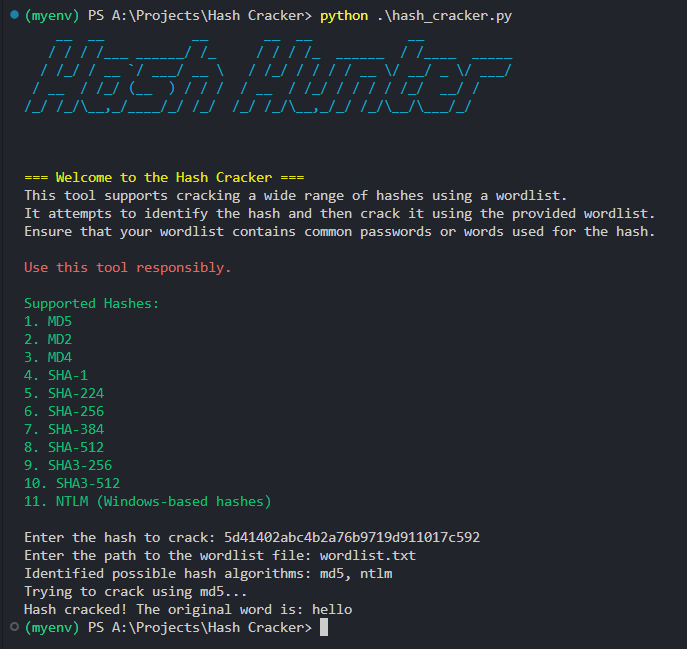 (myenv) PS A:\Projects\Hash Cracker> python .\hash_cracker.py
Hash Hunter
=== Welcome to the Hash Cracker ===
This tool supports cracking a wide range of hashes using a wordlist.
It attempts to identify the hash and then crack it using the provided wordlist.
Ensure that your wordlist contains common passwords or words used for the hash.
Use this tool responsibly.
Supported Hashes:
1. MD5
2. MD2
3. MD4
4. SHA-1
5. SHA-224
6. SHA-256
7. SHA-384
8. SHA-512
9. SHA3-256
10. SHA3-512
11. NTLM (Windows-based hashes)
Enter the hash to crack: 5d41402abc4b2a76b9719d911017c592
Enter the path to the wordlist file: wordlist.txt
Identified possible hash algorithms: md5, ntlm
Trying to crack using md5...
Hash cracked! The original word is: hello
(myenv) PS A:\Projects\Hash Cracker>